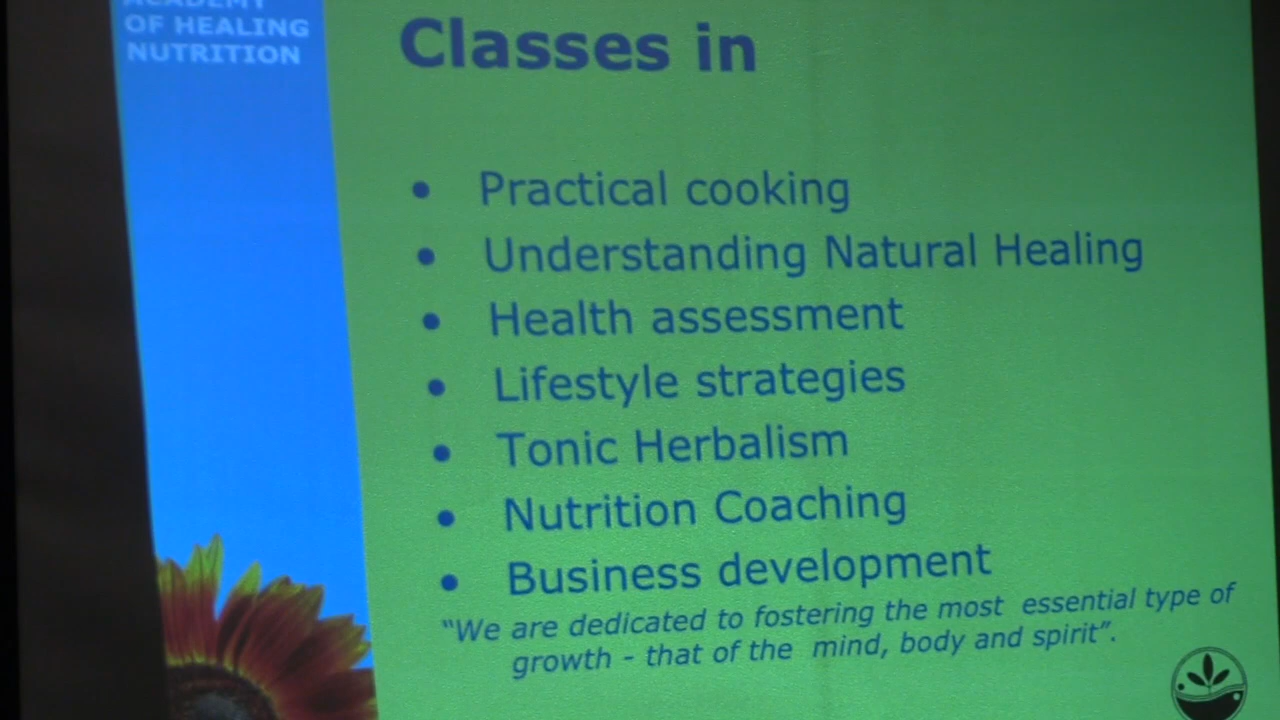 ACADEMY
OF HEALING
NUTRITION
Classes in
• Practical cooking
• Understanding Natural Healing
• Health assessment
• Lifestyle strategies
• Tonic Herbalism
• Nutrition Coaching
• Business development
“We are dedicated to fostering the most essential type of
growth - that of the mind, body and spirit”.